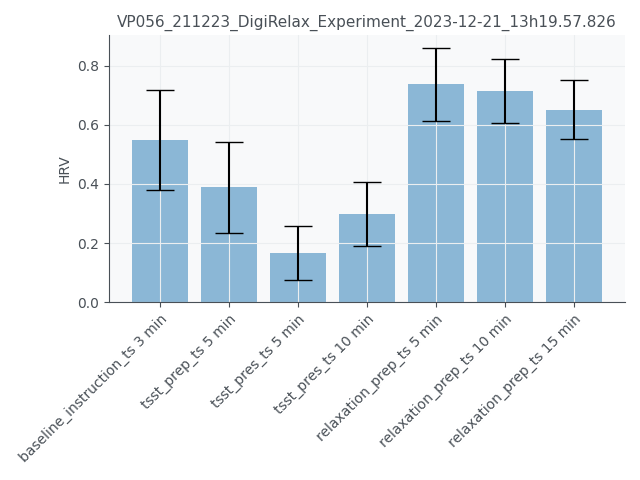 VP056_211223_DigiRelax_Experiment_2023-12-21_13h19.57.826
HRV
0.8
0.6
0.4
0.2
0.0
baseline_instruction_ts 3 min
tsst_prep_ts 5 min
tsst_pres_ts 5 min
tsst_pres_ts 10 min
relaxation_prep_ts 5 min
relaxation_prep_ts 10 min
relaxation_prep_ts 15 min